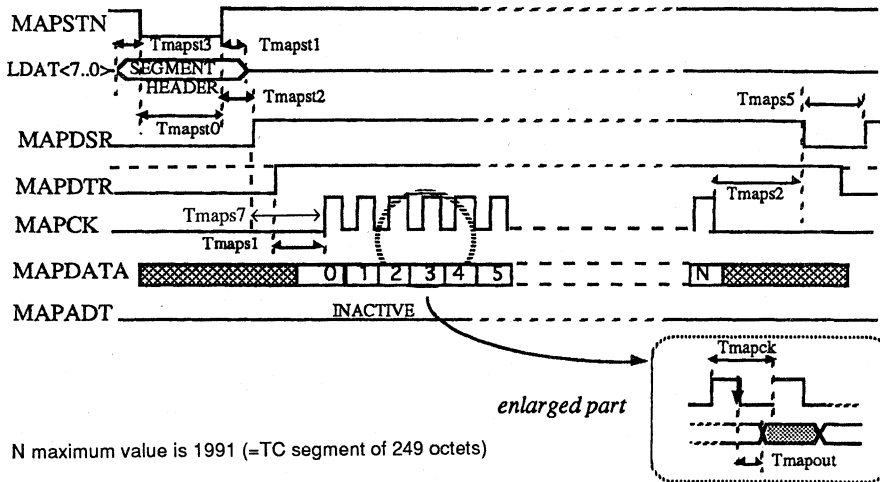 MAPSTN
Tmapst3
Tmapst1
LDAT<7..0>
SEGMENT
HEADER
Tmapst2
Tmapst0
Tmaps5
MAPDSR
MAPDTR
Tmaps2
Tmaps7
MAPCK
Tmaps1
MAPDATA
0 1 2 3 4 5 N
MAPADT
INACTIVE
Tmapck
enlarged part
Tmapout
N maximum value is 1991 (=TC segment of 249 octets)